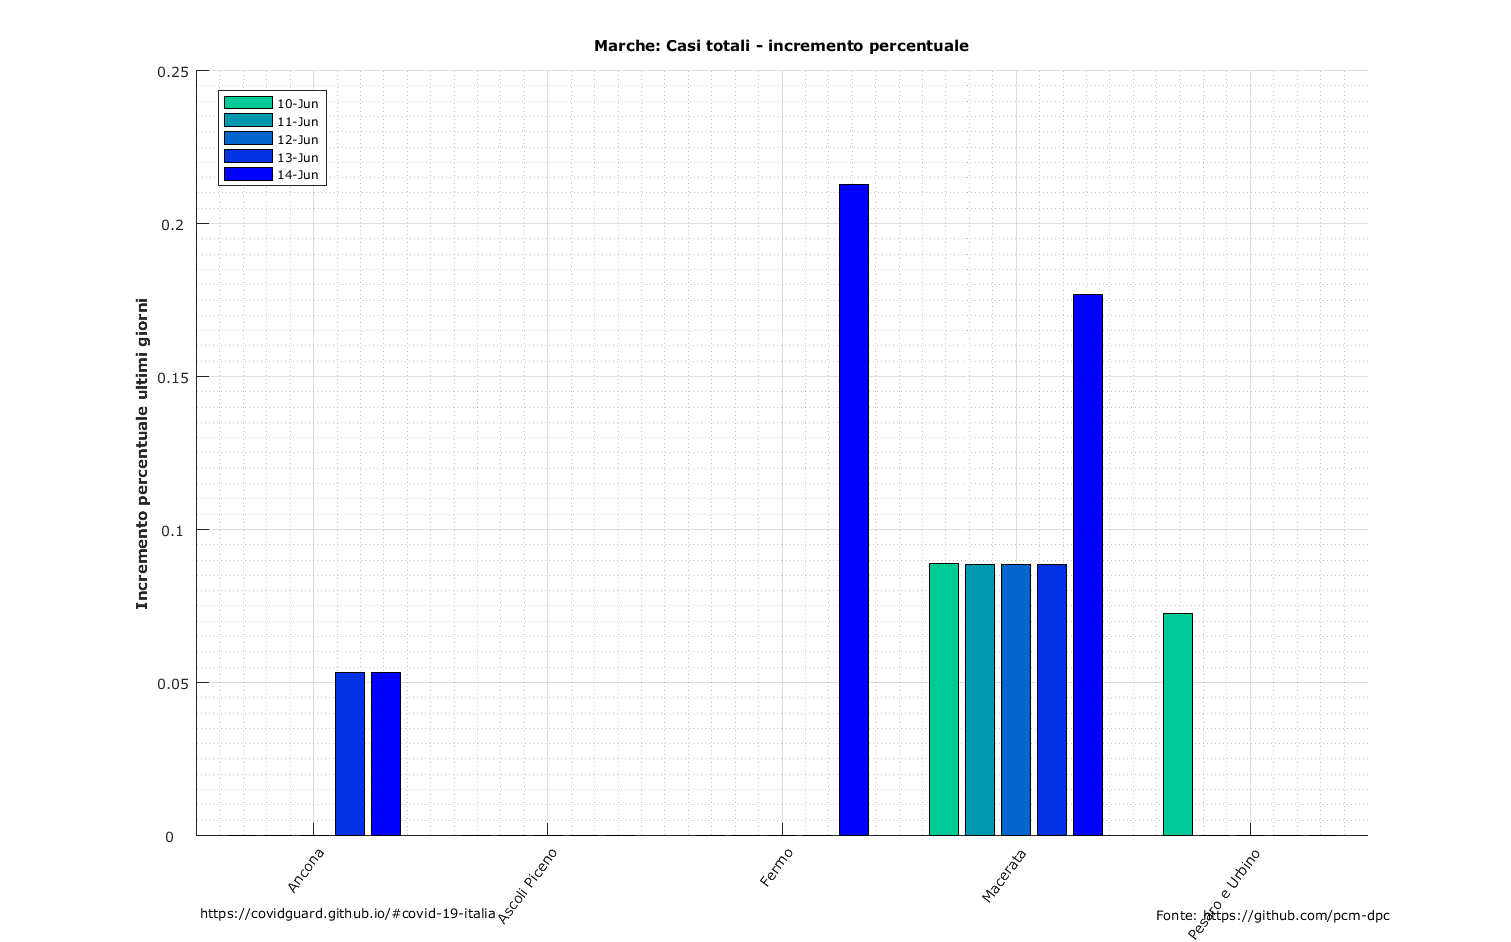 Marche: Casi totali - incremento percentuale
0.25
0.2
0.15
0.1
0.05
0
Incremento percentuale ultimi giorni
10-Jun
11-Jun
12-Jun
13-Jun
14-Jun
Ancona
Ascoli Piceno
Fermo
Macerata
Pesaro e Urbino
https://covidguard.github.io/#covid-19-italia
Fonte: https://github.com/pcm-dpc